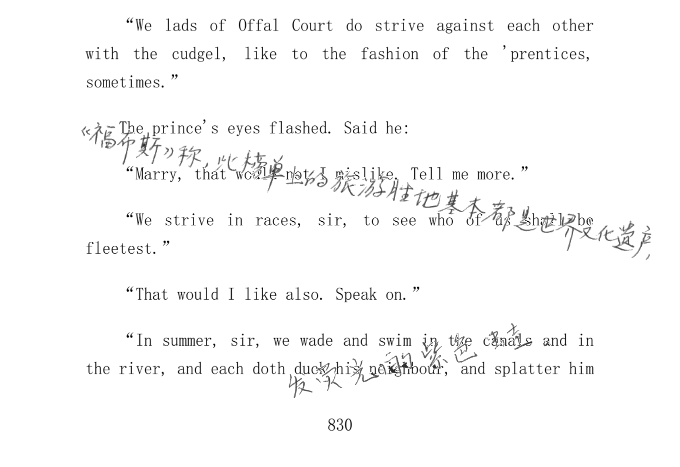 “We lads of Offal Court do strive against each other
with the cudgel, like to the fashion of the 'prentices,
sometimes.”
The prince's eyes flashed. Said he:
《福布斯》称，此榜单上的旅游胜地基本都是世界文化遗产，
“Marry, that would not I mislike. Tell me more.”
“We strive in races, sir, to see who of us shall be
fleetest.”
“That would I like also. Speak on.”
“In summer, sir, we wade and swim in the canals and in
the river, and each doth duck his neighbour, and splatter him
发荧光的紫色
830